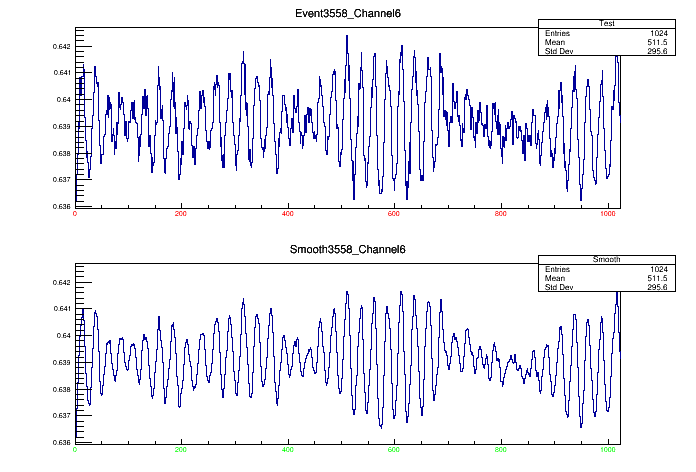 Event3558_Channel6
Test
Entries 1024
Mean 511.5
Std Dev 295.6
0.642
0.641
0.64
0.639
0.638
0.637
0.636
0 200 400 600 800 1000
Smooth3558_Channel6
Smooth
Entries 1024
Mean 511.5
Std Dev 295.6
0.642
0.641
0.64
0.639
0.638
0.637
0.636
0 200 400 600 800 1000